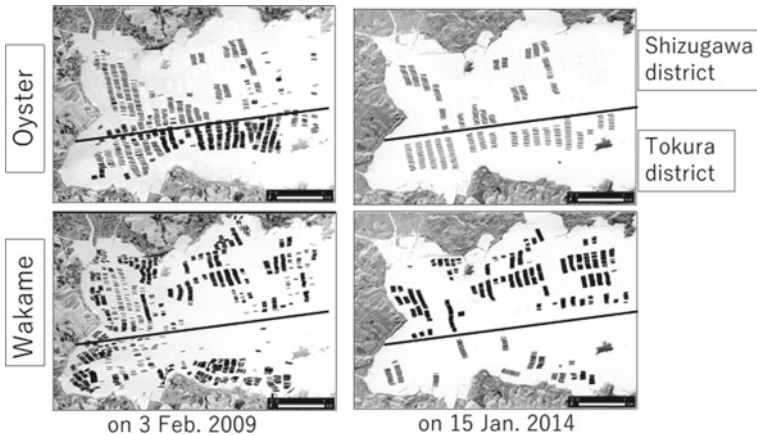 Oyster
Shizugawa
district
Tokura
district
Wakame
on 3 Feb. 2009
on 15 Jan. 2014